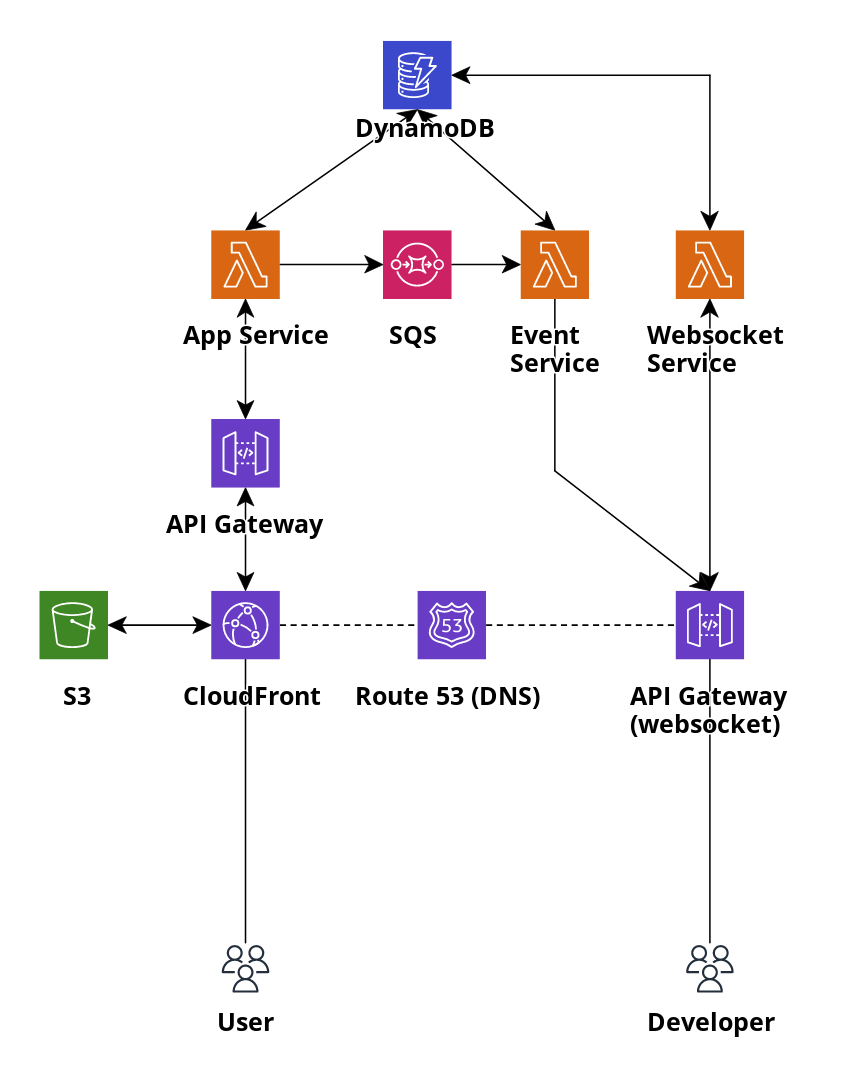 DynamoDB
App Service
SQS
Event
Service
Websocket
Service
API Gateway
53
S3
CloudFront
Route 53 (DNS)
API Gateway
(websocket)
User
Developer